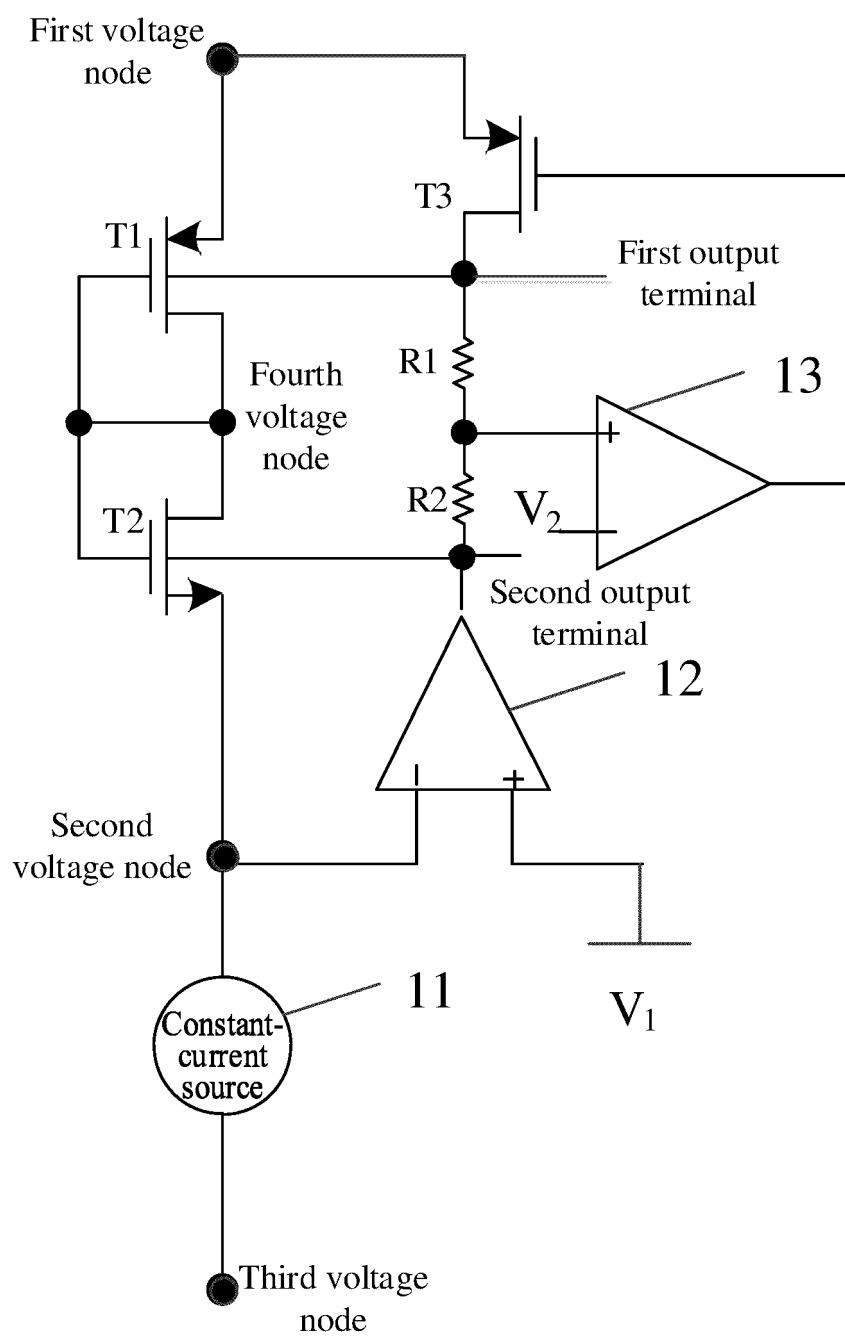 First voltage
node
T3
T1
First output
terminal
R1
13
Fourth
voltage
node
+
R2
T2
V2
Second output
terminal
12
− +
Second
voltage node
11
Constant-
current
source
V1
Third voltage
node